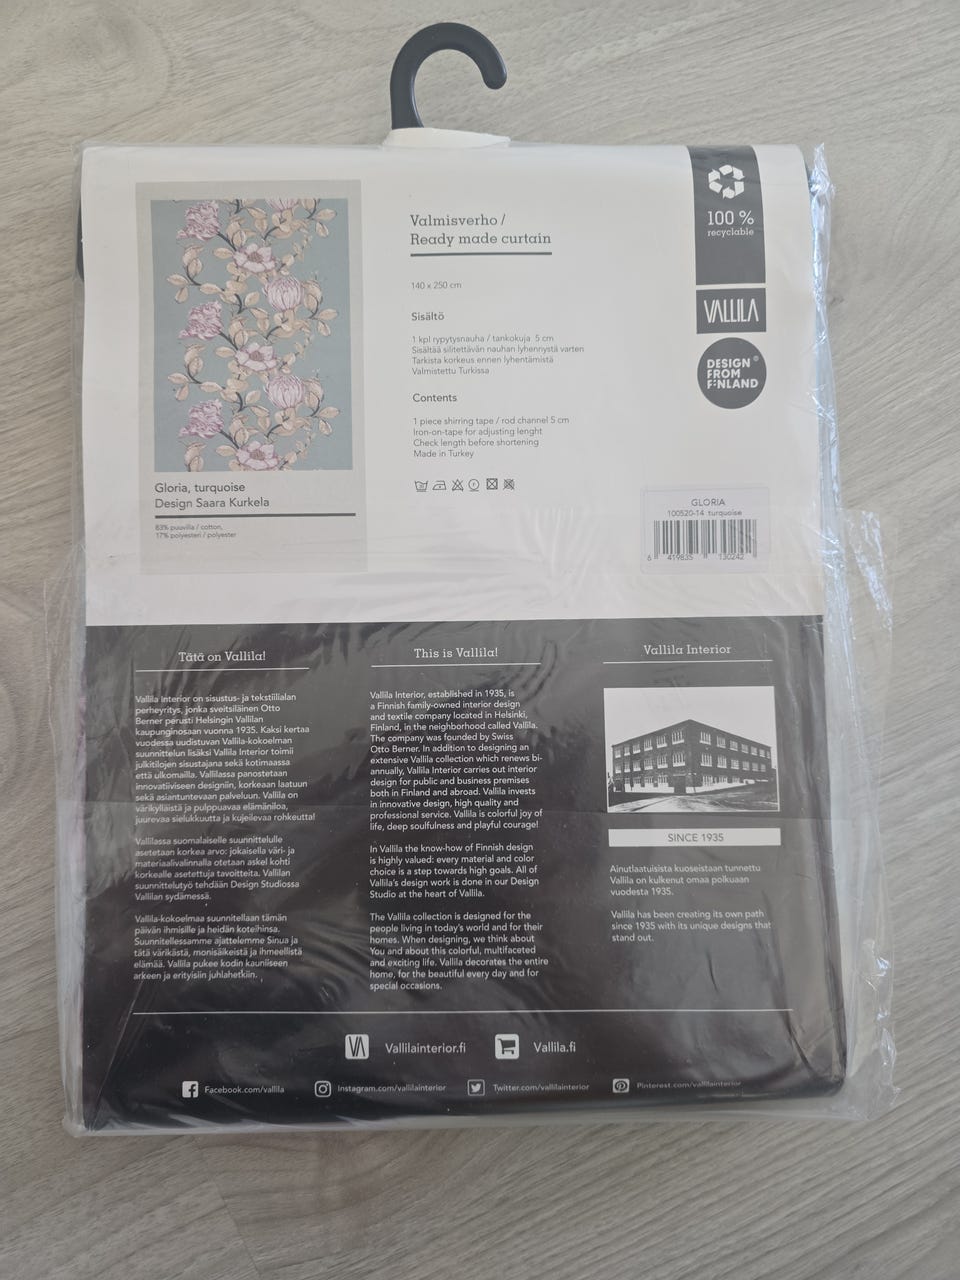 Valmisverho /
Ready made curtain
140 x 250 cm
Sisältö
1 kpl rypytysnauha / tankokuja 5 cm
Sisältää silitettävän nauhan lyhennystä varten
Tarkista korkeus ennen lyhentämistä
Valmistettu Turkissa
Contents
1 piece shirring tape / rod channel 5 cm
Iron-on-tape for adjusting lenght
Check length before shortening
Made in Turkey
100 %
recyclable
VALLILA
DESIGN®
FROM
FINLAND
Gloria, turquoise
Design Saara Kurkela
83% puuvilla / cotton,
17% polyesteri / polyester
GLORIA
100520-14 turquoise
6 419835 130242
Tätä on Vallila!
Vallila Interior on sisustus- ja tekstiilialan
perheyritys, jonka sveitsiläinen Otto
Berner perusti Helsingin Vallilan
kaupunginosaan vuonna 1935. Kaksi kertaa
vuodessa uudistuvan Vallila-kokoelman
suunnittelun lisäksi Vallila Interior toimii
julkitilojen sisustajana sekä kotimaassa
että ulkomailla. Vallilassa panostetaan
innovatiiviseen designiin, korkeaan laatuun
sekä asiantuntevaan palveluun. Vallila on
värikylläistä ja pulppuavaa elämäniloa,
juurevaa sielukkuutta ja kujeilevaa rohkeutta!
Vallilassa suomalaiselle suunnittelulle
asetetaan korkea arvo: jokaisella väri- ja
materiaalivalinnalla otetaan askel kohti
korkealle asetettuja tavoitteita. Vallilan
suunnittelutyö tehdään Design Studiossa
Vallilan sydämessä.
Vallila-kokoelmaa suunnitellaan tämän
päivän ihmisille ja heidän koteihinsa.
Suunnitellessamme ajattelemme Sinua ja
tätä värikästä, monisäikeistä ja ihmeellistä
elämää. Vallila pukee kodin kauniiseen
arkeen ja erityisiin juhlahetkiin.
This is Vallila!
Vallila Interior, established in 1935, is
a Finnish family-owned interior design
and textile company located in Helsinki,
Finland, in the neighborhood called Vallila.
The company was founded by Swiss
Otto Berner. In addition to designing an
extensive Vallila collection which renews bi-
annually, Vallila Interior carries out interior
design for public and business premises
both in Finland and abroad. Vallila invests
in innovative design, high quality and
professional service. Vallila is colorful joy of
life, deep soulfulness and playful courage!
In Vallila the know-how of Finnish design
is highly valued: every material and color
choice is a step towards high goals. All of
Vallila's design work is done in our Design
Studio at the heart of Vallila.
The Vallila collection is designed for the
people living in today's world and for their
homes. When designing, we think about
You and about this colorful, multifaceted
and exciting life. Vallila decorates the entire
home, for the beautiful every day and for
special occasions.
Vallila Interior
SINCE 1935
Ainutlaatuisista kuoseistaan tunnettu
Vallila on kulkenut omaa polkuaan
vuodesta 1935.
Vallila has been creating its own path
since 1935 with its unique designs that
stand out.
VA Vallilainterior.fi Vallila.fi
Facebook.com/vallila Instagram.com/vallilainterior Twitter.com/vallilainterior Pinterest.com/vallilainterior